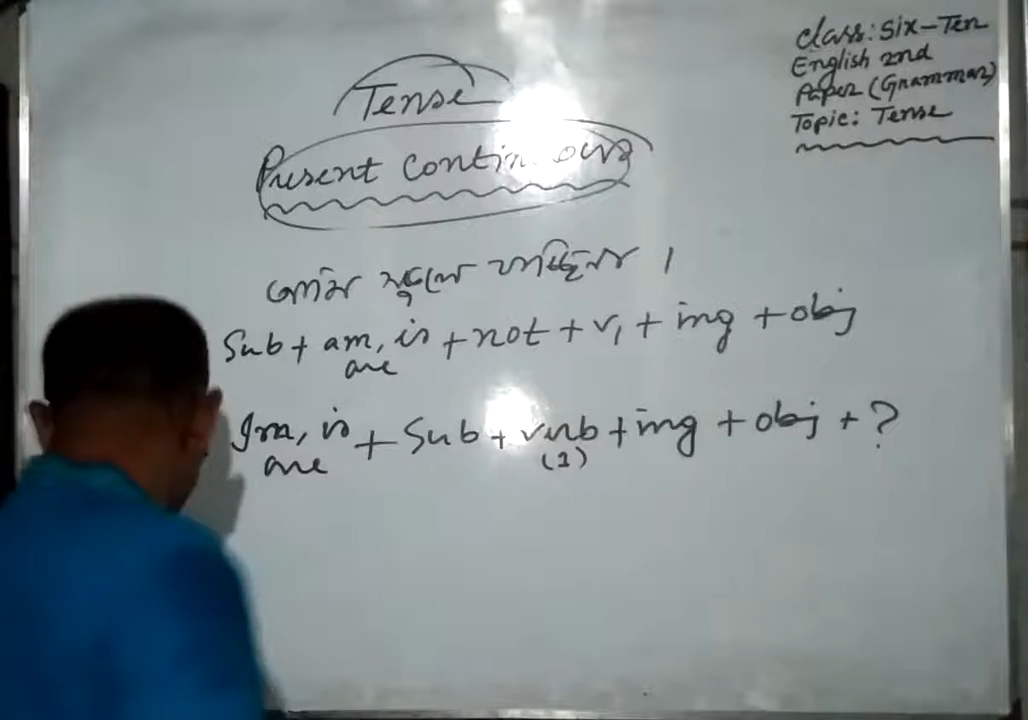 Tense
Present Continuous
Class: Six-Ten
English 2nd
Paper (Grammar)
Topic: Tense
।
Sub + am, is + not + v1 + ing + obj
are
Am, is + Sub + verb + ing + obj + ?
are (1)